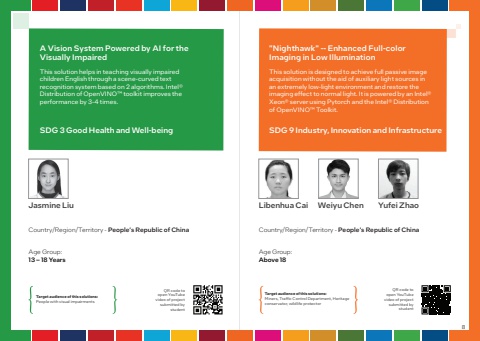 A Vision System Powered by AI for the
Visually Impaired
This solution helps in teaching visually impaired
children English through a scene-curved text
recognition system based on 2 algorithms. Intel®
Distribution of OpenVINO™ toolkit improves the
performance by 3-4 times.
SDG 3 Good Health and Well-being
Jasmine Liu
Country/Region/Territory - People's Republic of China
Age Group:
13 – 18 Years
Target audience of this solutions:
People with visual impairments
QR code to
open YouTube
video of project
submitted by
student
"Nighthawk" -- Enhanced Full-color
Imaging in Low Illumination
This solution is designed to achieve full passive image
acquisition without the aid of auxiliary light sources in
an extremely low-light environment and restore the
imaging effect to normal light. It is powered by an Intel®
Xeon® server using Pytorch and the Intel® Distribution
of OpenVINO™ Toolkit.
SDG 9 Industry, Innovation and Infrastructure
Libenhua Cai Weiyu Chen Yufei Zhao
Country/Region/Territory - People's Republic of China
Age Group:
Above 18
Target audience of this solutions:
Miners, Traffic Control Department, Heritage
conservator, wildlife protector
QR code to
open YouTube
video of project
submitted by
student